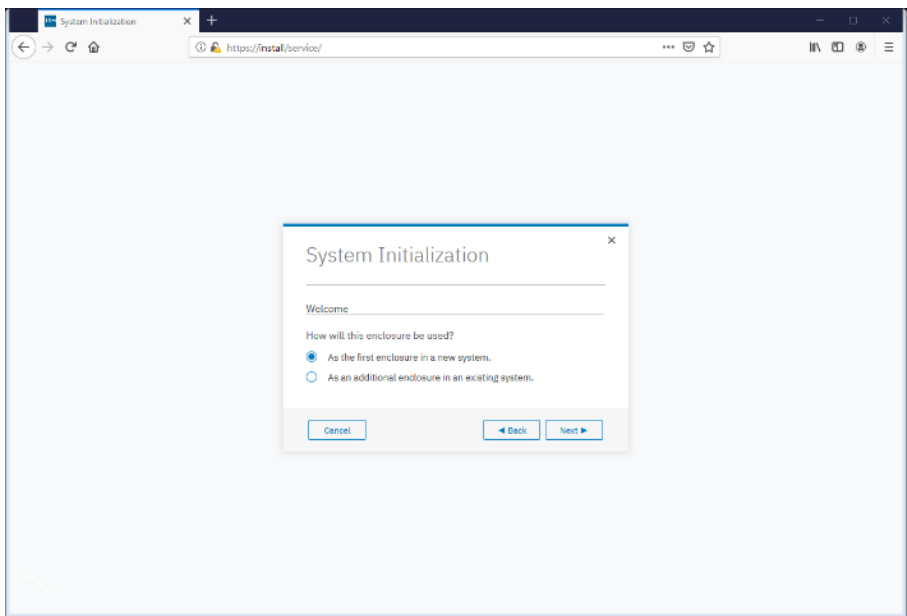 System Initialization
https://install/service/
System Initialization
Welcome
How will this enclosure be used?
As the first enclosure in a new system.
As an additional enclosure in an existing system.
Cancel
◄ Back
Next ►